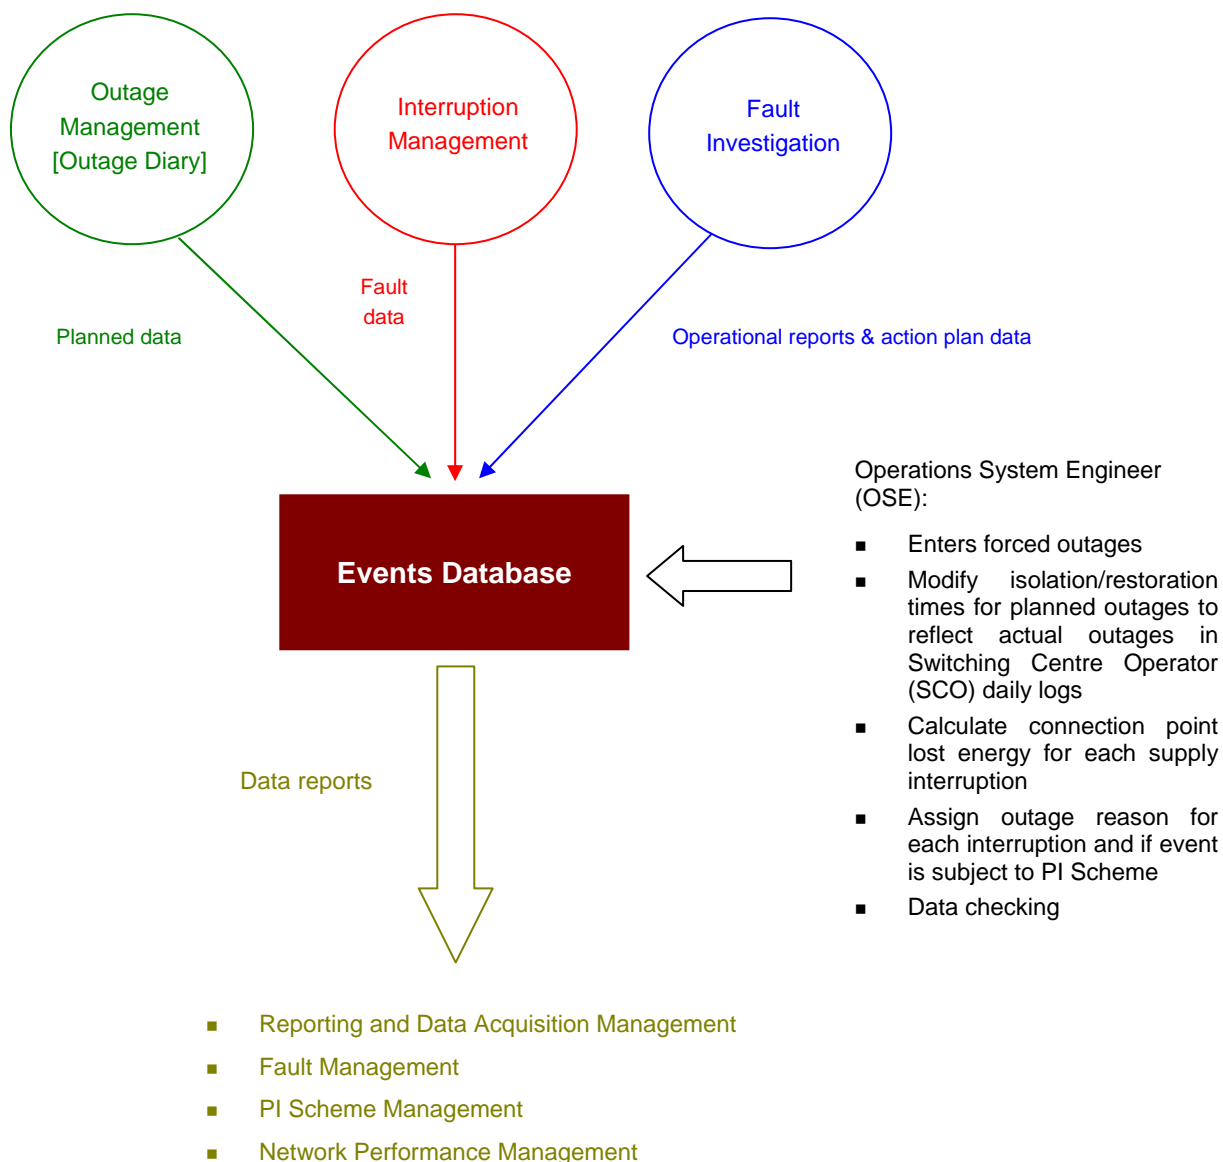 Outage
Management
[Outage Diary]
Interruption
Management
Fault
Investigation
Fault
data
Planned data
Operational reports & action plan data
Events Database
Operations System Engineer
(OSE):
■ Enters forced outages
■ Modify isolation/restoration
times for planned outages to
reflect actual outages in
Switching Centre Operator
(SCO) daily logs
■ Calculate connection point
lost energy for each supply
interruption
■ Assign outage reason for
each interruption and if event
is subject to PI Scheme
■ Data checking
Data reports
■ Reporting and Data Acquisition Management
■ Fault Management
■ PI Scheme Management
■ Network Performance Management